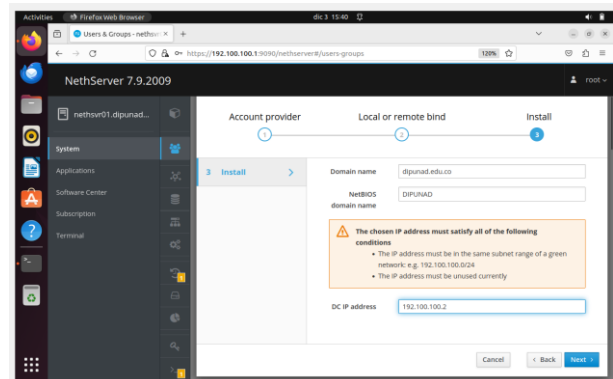 Activities
Firefox Web Browser
dic 3 15:40
Users & Groups - nethsvr
https://192.100.100.1:9090/nethserver#/users-groups
120%
NethServer 7.9.2009
root
nethsvr01.dipunad...
System
Applications
Software Center
Subscription
Terminal
Account provider
Local or remote bind
Install
1
2
3
3 Install
Domain name
dipunad.edu.co
NetBIOS
domain name
DIPUNAD
The chosen IP address must satisfy all of the following
conditions
• The IP address must be in the same subnet range of a green
network: e.g. 192.100.100.0/24
• The IP address must be unused currently
DC IP address
192.100.100.2
Cancel
< Back
Next >